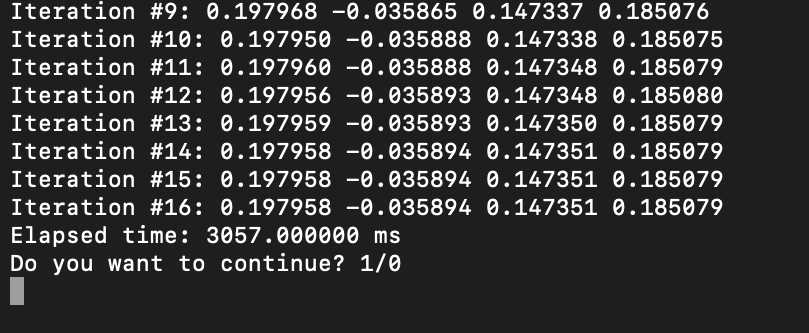 Iteration #9: 0.197968 -0.035865 0.147337 0.185076
Iteration #10: 0.197950 -0.035888 0.147338 0.185075
Iteration #11: 0.197960 -0.035888 0.147348 0.185079
Iteration #12: 0.197956 -0.035893 0.147348 0.185080
Iteration #13: 0.197959 -0.035893 0.147350 0.185079
Iteration #14: 0.197958 -0.035894 0.147351 0.185079
Iteration #15: 0.197958 -0.035894 0.147351 0.185079
Iteration #16: 0.197958 -0.035894 0.147351 0.185079
Elapsed time: 3057.000000 ms
Do you want to continue? 1/0